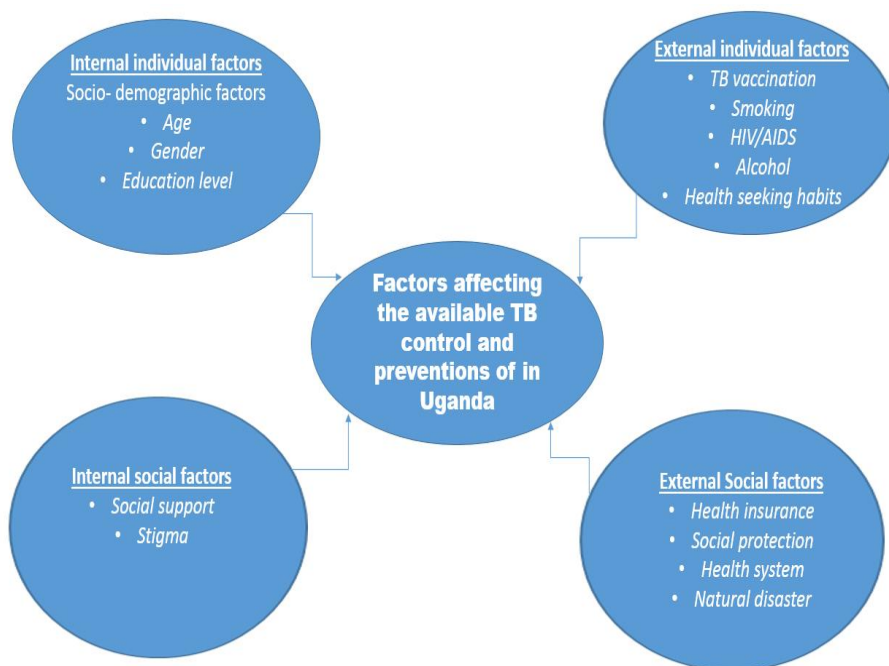 Internal individual factors
Socio- demographic factors
• Age
• Gender
• Education level
External individual factors
• TB vaccination
• Smoking
• HIV/AIDS
• Alcohol
• Health seeking habits
Factors affecting
the available TB
control and
preventions of in
Uganda
Internal social factors
• Social support
• Stigma
External Social factors
• Health insurance
• Social protection
• Health system
• Natural disaster